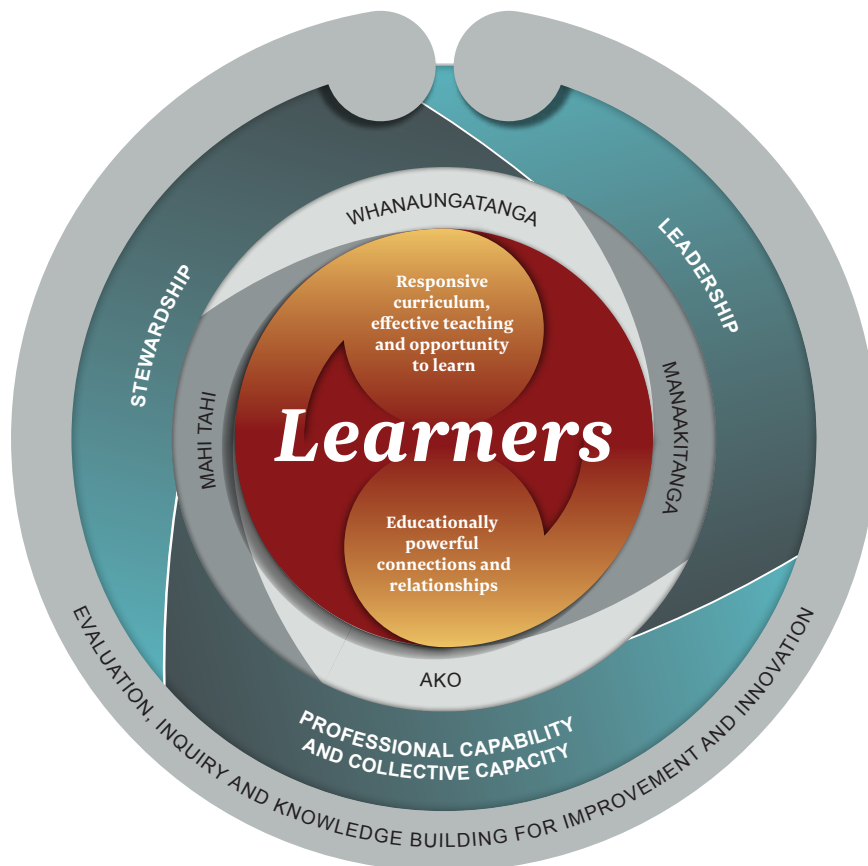 WHANAUNGATANGA
LEADERSHIP
STEWARDSHIP
Responsive
curriculum,
effective teaching
and opportunity
to learn
MANAAKITANGA
MAHI TAHI
Learners
Educationally
powerful
connections and
relationships
AKO
PROFESSIONAL CAPABILITY
AND COLLECTIVE CAPACITY
EVALUATION, INQUIRY AND KNOWLEDGE BUILDING FOR IMPROVEMENT AND INNOVATION